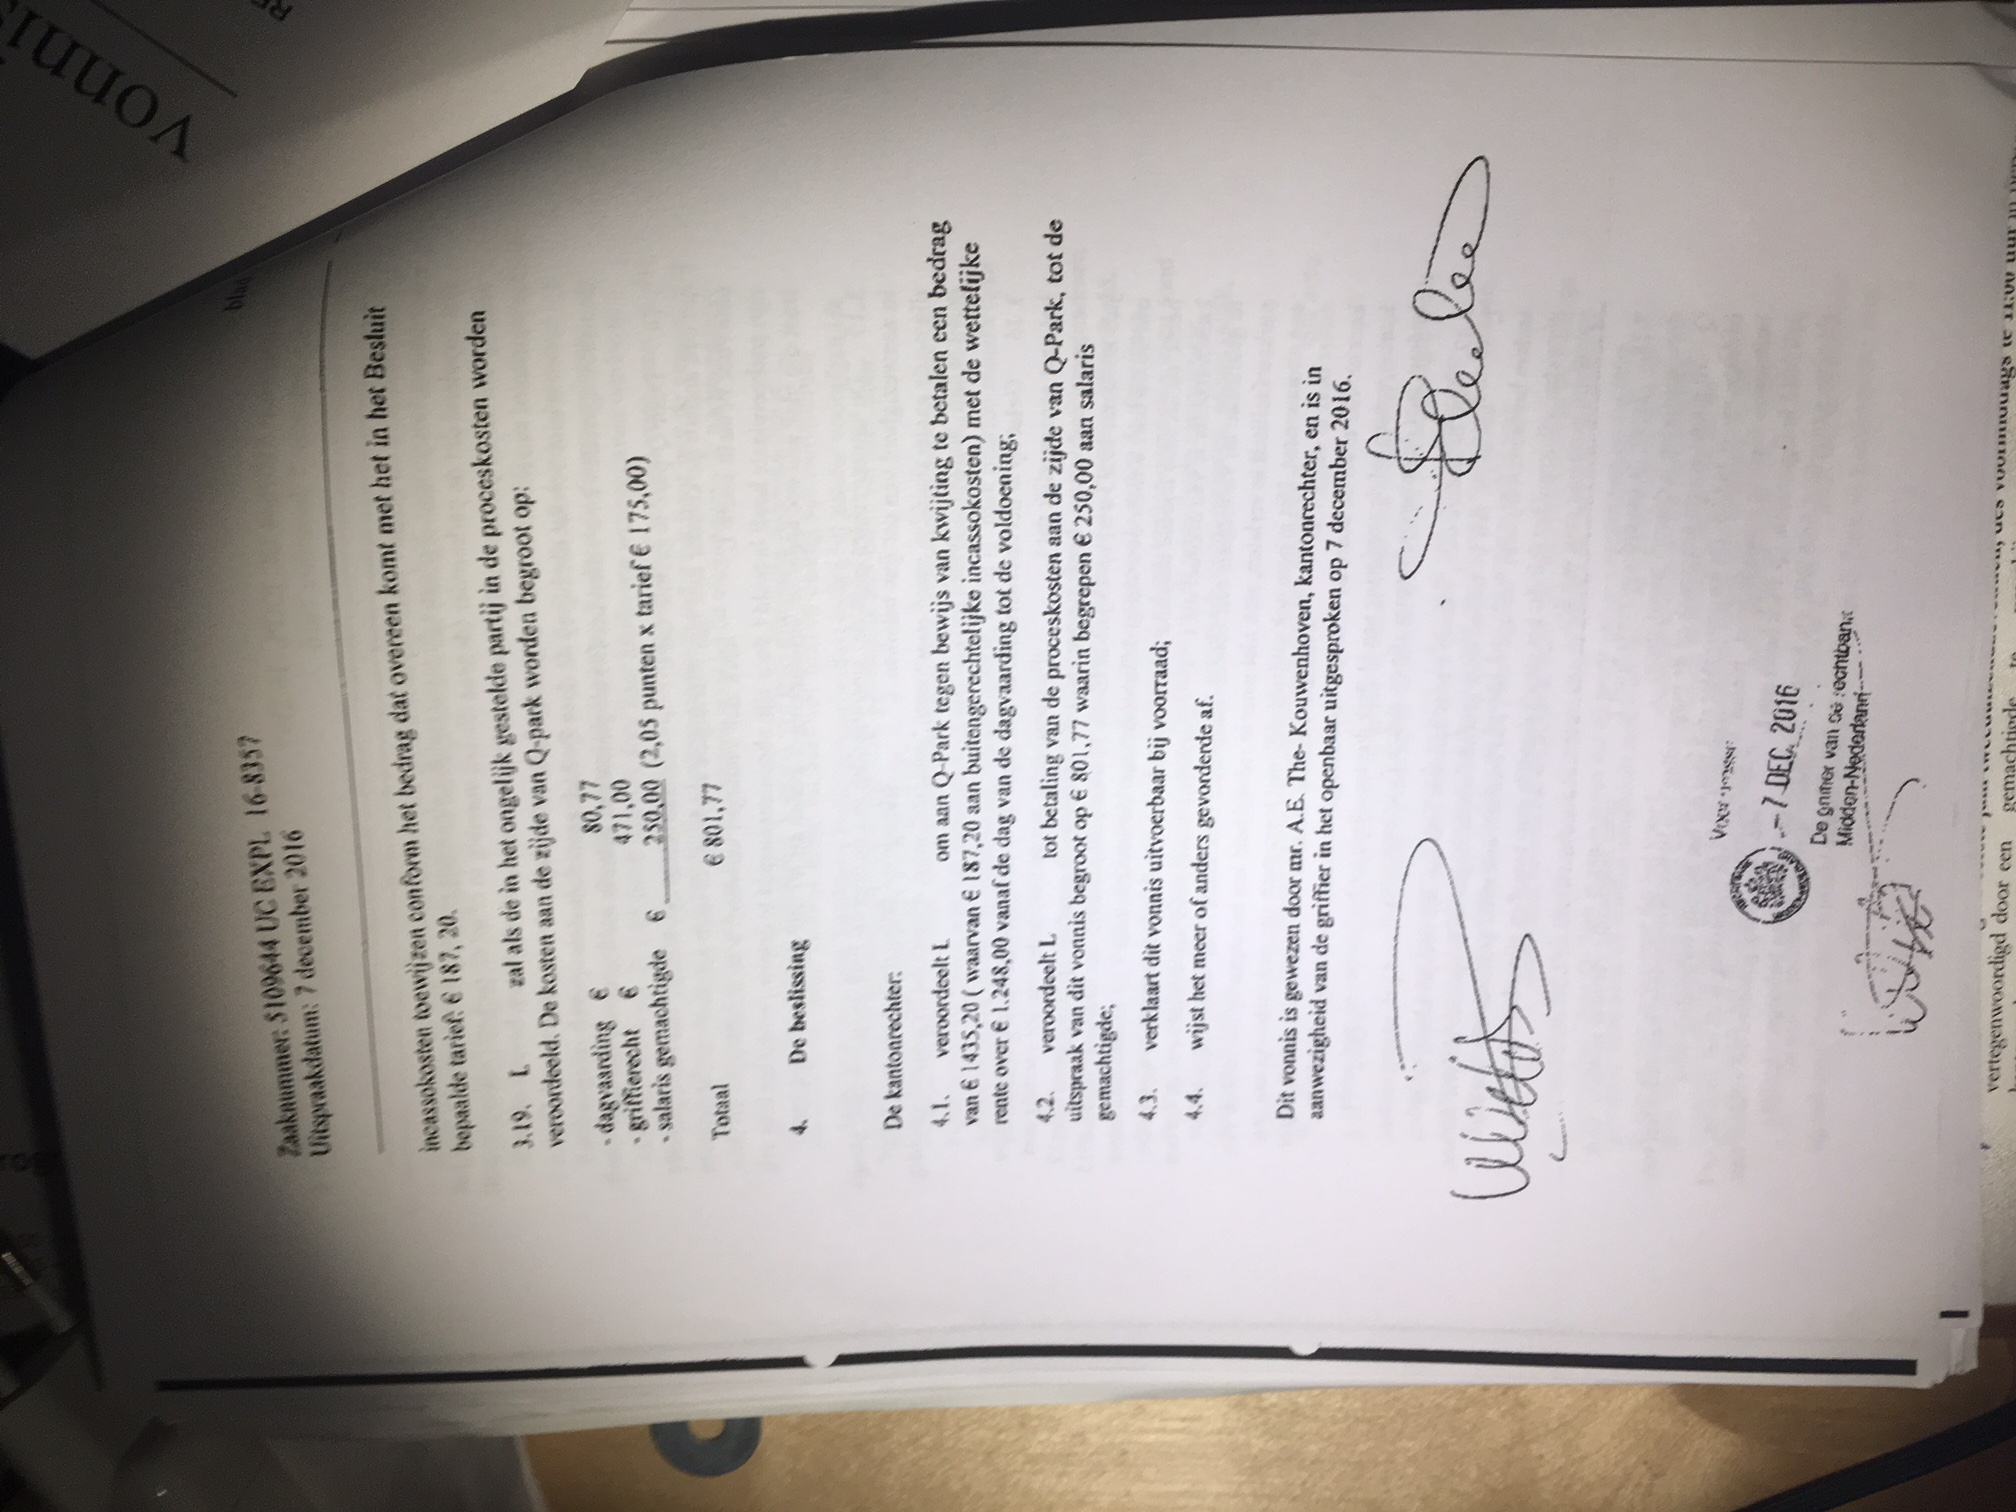 vonnis
blad
Zaaknummer: 5109644 UC EXPL 16-8357
Uitspraakdatum: 7 december 2016
incassokosten toewijzen conform het bedrag dat overeen komt met het in het Besluit
bepaalde tarief: € 187, 20.
3.19. L zal als de in het ongelijk gestelde partij in de proceskosten worden
veroordeeld. De kosten aan de zijde van Q-park worden begroot op:
- dagvaarding € 80,77
- griffierecht € 471,00
- salaris gemachtigde € 250,00 (2,05 punten x tarief € 175,00)
Totaal € 801,77
4. De beslissing
De kantonrechter:
4.1. veroordeelt L om aan Q-Park tegen bewijs van kwijting te betalen een bedrag
van € 1435,20 ( waarvan € 187,20 aan buitengerechtelijke incassokosten) met de wettelijke
rente over € 1.248,00 vanaf de dag van de dagvaarding tot de voldoening;
4.2. veroordeelt L tot betaling van de proceskosten aan de zijde van Q-Park, tot de
uitspraak van dit vonnis begroot op € 801,77 waarin begrepen € 250,00 aan salaris
gemachtigde;
4.3. verklaart dit vonnis uitvoerbaar bij voorraad;
4.4. wijst het meer of anders gevorderde af.
Dit vonnis is gewezen door mr. A.E. The- Kouwenhoven, kantonrechter, en is in
aanwezigheid van de griffier in het openbaar uitgesproken op 7 december 2016.
Voor
- 7 DEC. 2016
De griffier van de rechtbank
Midden-Nederland
des voormiddags te 11:00 uur in
vertegenwoordigd door een gemachtigde te